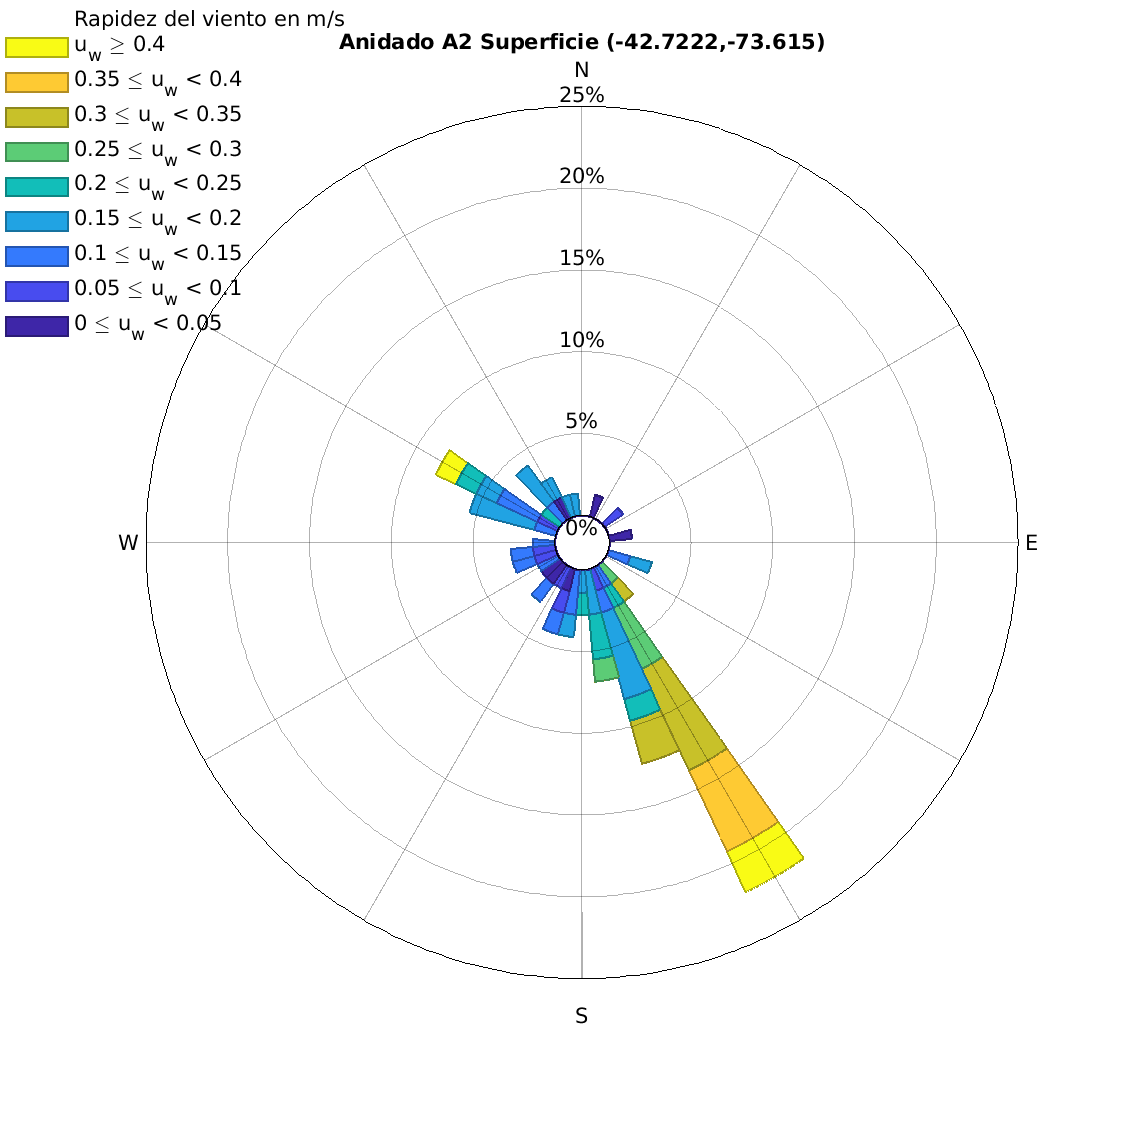 Rapidez del viento en m/s
u_w ≥ 0.4
0.35 ≤ u_w < 0.4
0.3 ≤ u_w < 0.35
0.25 ≤ u_w < 0.3
0.2 ≤ u_w < 0.25
0.15 ≤ u_w < 0.2
0.1 ≤ u_w < 0.15
0.05 ≤ u_w < 0.1
0 ≤ u_w < 0.05
Anidado A2 Superficie (-42.7222,-73.615)
N
25%
20%
15%
10%
5%
0%
W
E
S